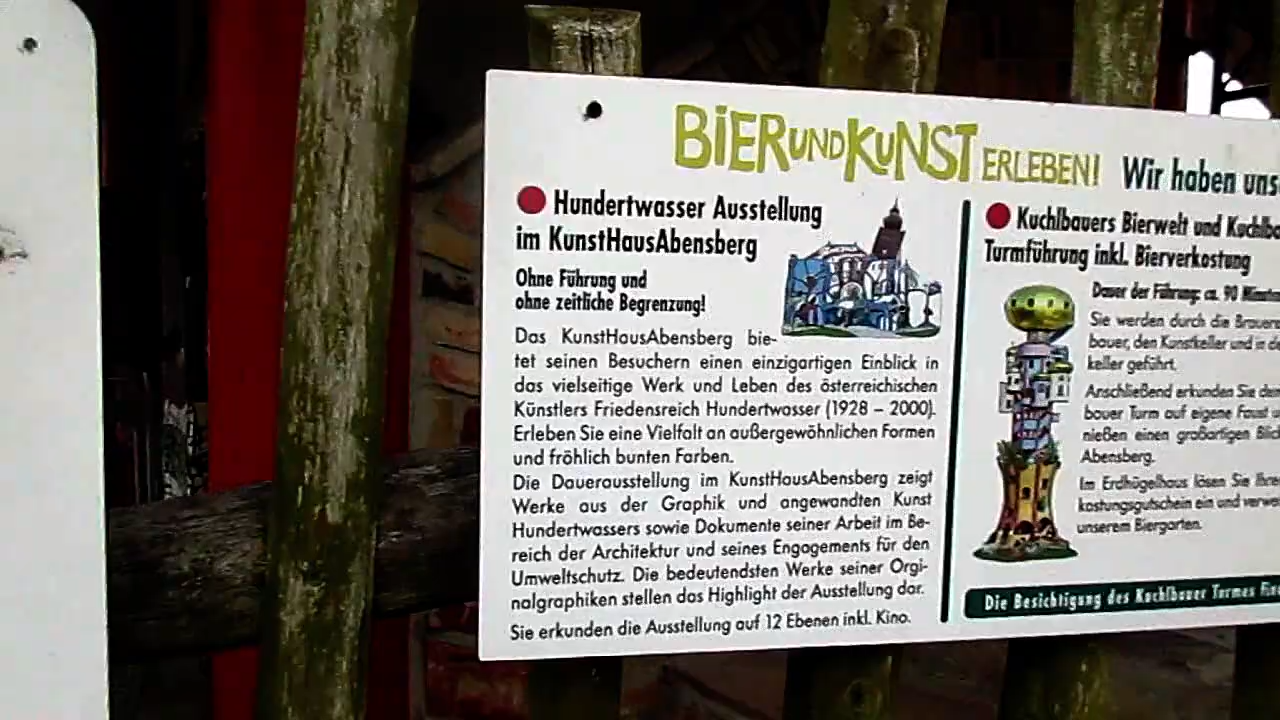 BIER UND KUNST ERLEBEN! Wir haben uns
Hundertwasser Ausstellung
im KunstHausAbensberg
Ohne Führung und
ohne zeitliche Begrenzung!
Das KunstHausAbensberg bie-
tet seinen Besuchern einen einzigartigen Einblick in
das vielseitige Werk und Leben des österreichischen
Künstlers Friedensreich Hundertwasser (1928 – 2000).
Erleben Sie eine Vielfalt an außergewöhnlichen Formen
und fröhlich bunten Farben.
Die Dauerausstellung im KunstHausAbensberg zeigt
Werke aus der Graphik und angewandten Kunst
Hundertwassers sowie Dokumente seiner Arbeit im Be-
reich der Architektur und seines Engagements für den
Umweltschutz. Die bedeutendsten Werke seiner Orgi-
nalgraphiken stellen das Highlight der Ausstellung dar.
Sie erkunden die Ausstellung auf 12 Ebenen inkl. Kino.
Kuchlbauers Bierwelt und Kuchlba
Turmführung inkl. Bierverkostung
Dauer der Führung: ca. 90 Minuten
Sie werden durch die Brauer
bauer, den Kunstkeller und in de
keller geführt.
Anschließend erkunden Sie den
bauer Turm auf eigene Faust u
nießen einen großartigen Blic
Abensberg.
Im Erdhügelhaus lösen Sie Ihre
kostungsgutschein ein und verwe
unserem Biergarten.
Die Besichtigung des Kuchlbauer Turmes